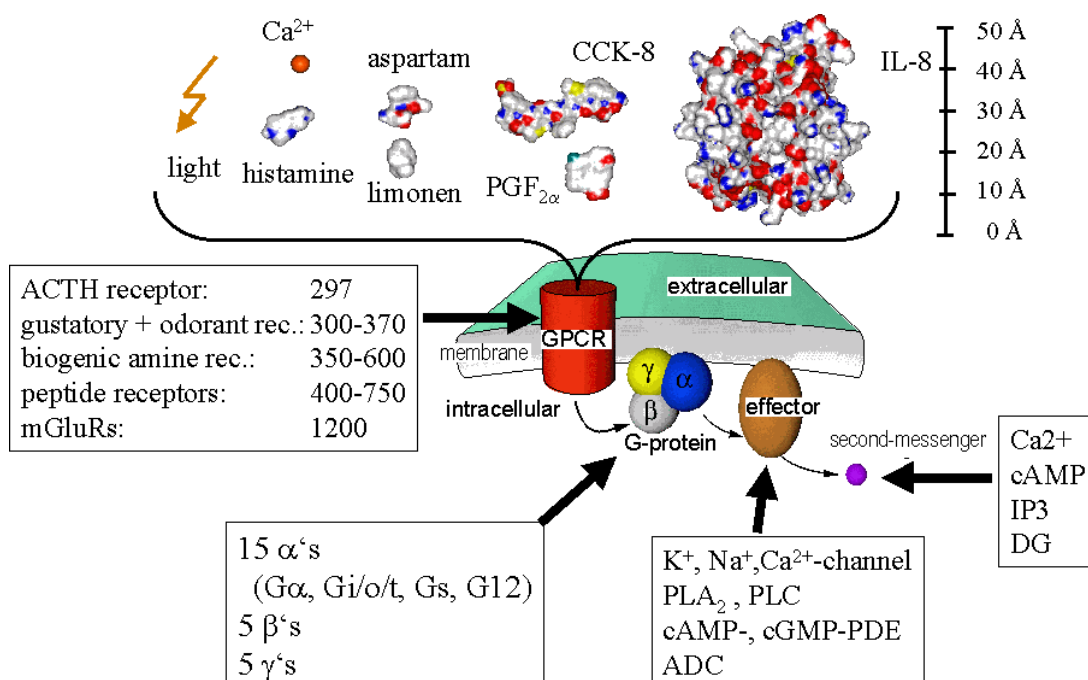 Ca²⁺
aspartam
CCK-8
IL-8
50 Å
40 Å
30 Å
20 Å
10 Å
0 Å
light
histamine
limonen
PGF₂α
ACTH receptor: 297
gustatory + odorant rec.: 300-370
biogenic amine rec.: 350-600
peptide receptors: 400-750
mGluRs: 1200
extracellular
GPCR
membrane
intracellular
γ
α
β
G-protein
effector
second-messenger
Ca2+
cAMP
IP3
DG
15 α‘s
(Gα, Gi/o/t, Gs, G12)
5 β‘s
5 γ‘s
K⁺, Na⁺,Ca²⁺-channel
PLA₂ , PLC
cAMP-, cGMP-PDE
ADC